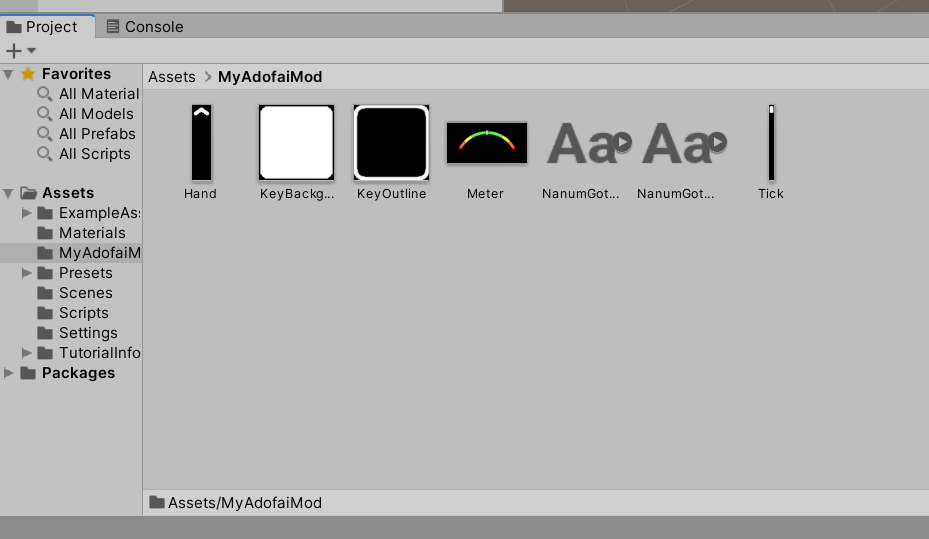 Project
Console
Favorites
All Material
All Models
All Prefabs
All Scripts
Assets
ExampleAs:
Materials
MyAdofaiM
Presets
Scenes
Scripts
Settings
TutorialInfo
Packages
Assets > MyAdofaiMod
Hand
KeyBackg...
KeyOutline
Meter
Aa
NanumGot...
Aa
NanumGot...
Tick
Assets/MyAdofaiMod